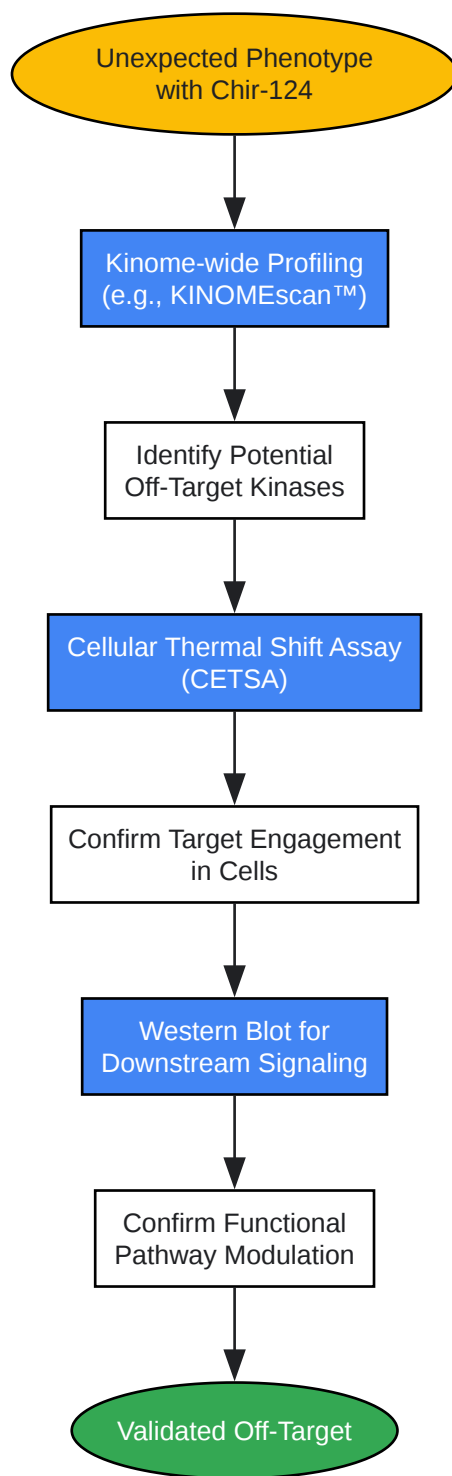 Unexpected Phenotype
with Chir-124
Kinome-wide Profiling
(e.g., KINOMEscan™)
Identify Potential
Off-Target Kinases
Cellular Thermal Shift Assay
(CETSA)
Confirm Target Engagement
in Cells
Western Blot for
Downstream Signaling
Confirm Functional
Pathway Modulation
Validated Off-Target